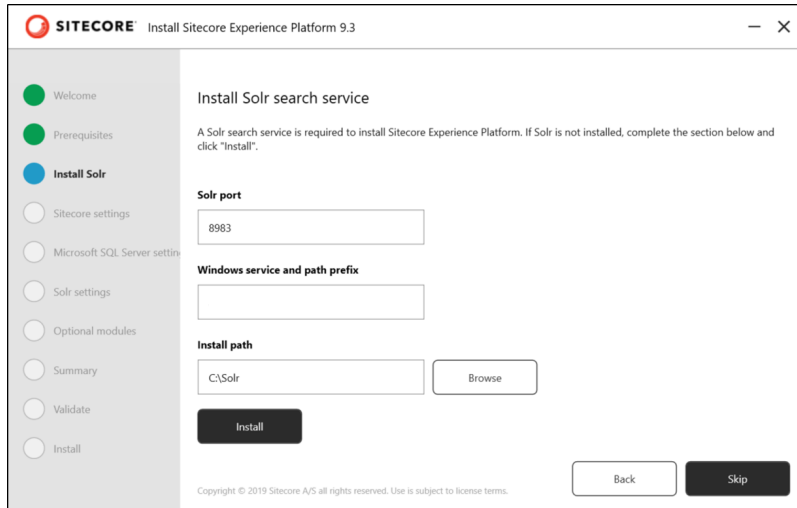 SITECORE Install Sitecore Experience Platform 9.3
Welcome
Prerequisites
Install Solr
Sitecore settings
Microsoft SQL Server settin
Solr settings
Optional modules
Summary
Validate
Install
Install Solr search service
A Solr search service is required to install Sitecore Experience Platform. If Solr is not installed, complete the section below and
click "Install".
Solr port
8983
Windows service and path prefix
Install path
C:\Solr
Browse
Install
Back
Skip
Copyright © 2019 Sitecore A/S all rights reserved. Use is subject to license terms.